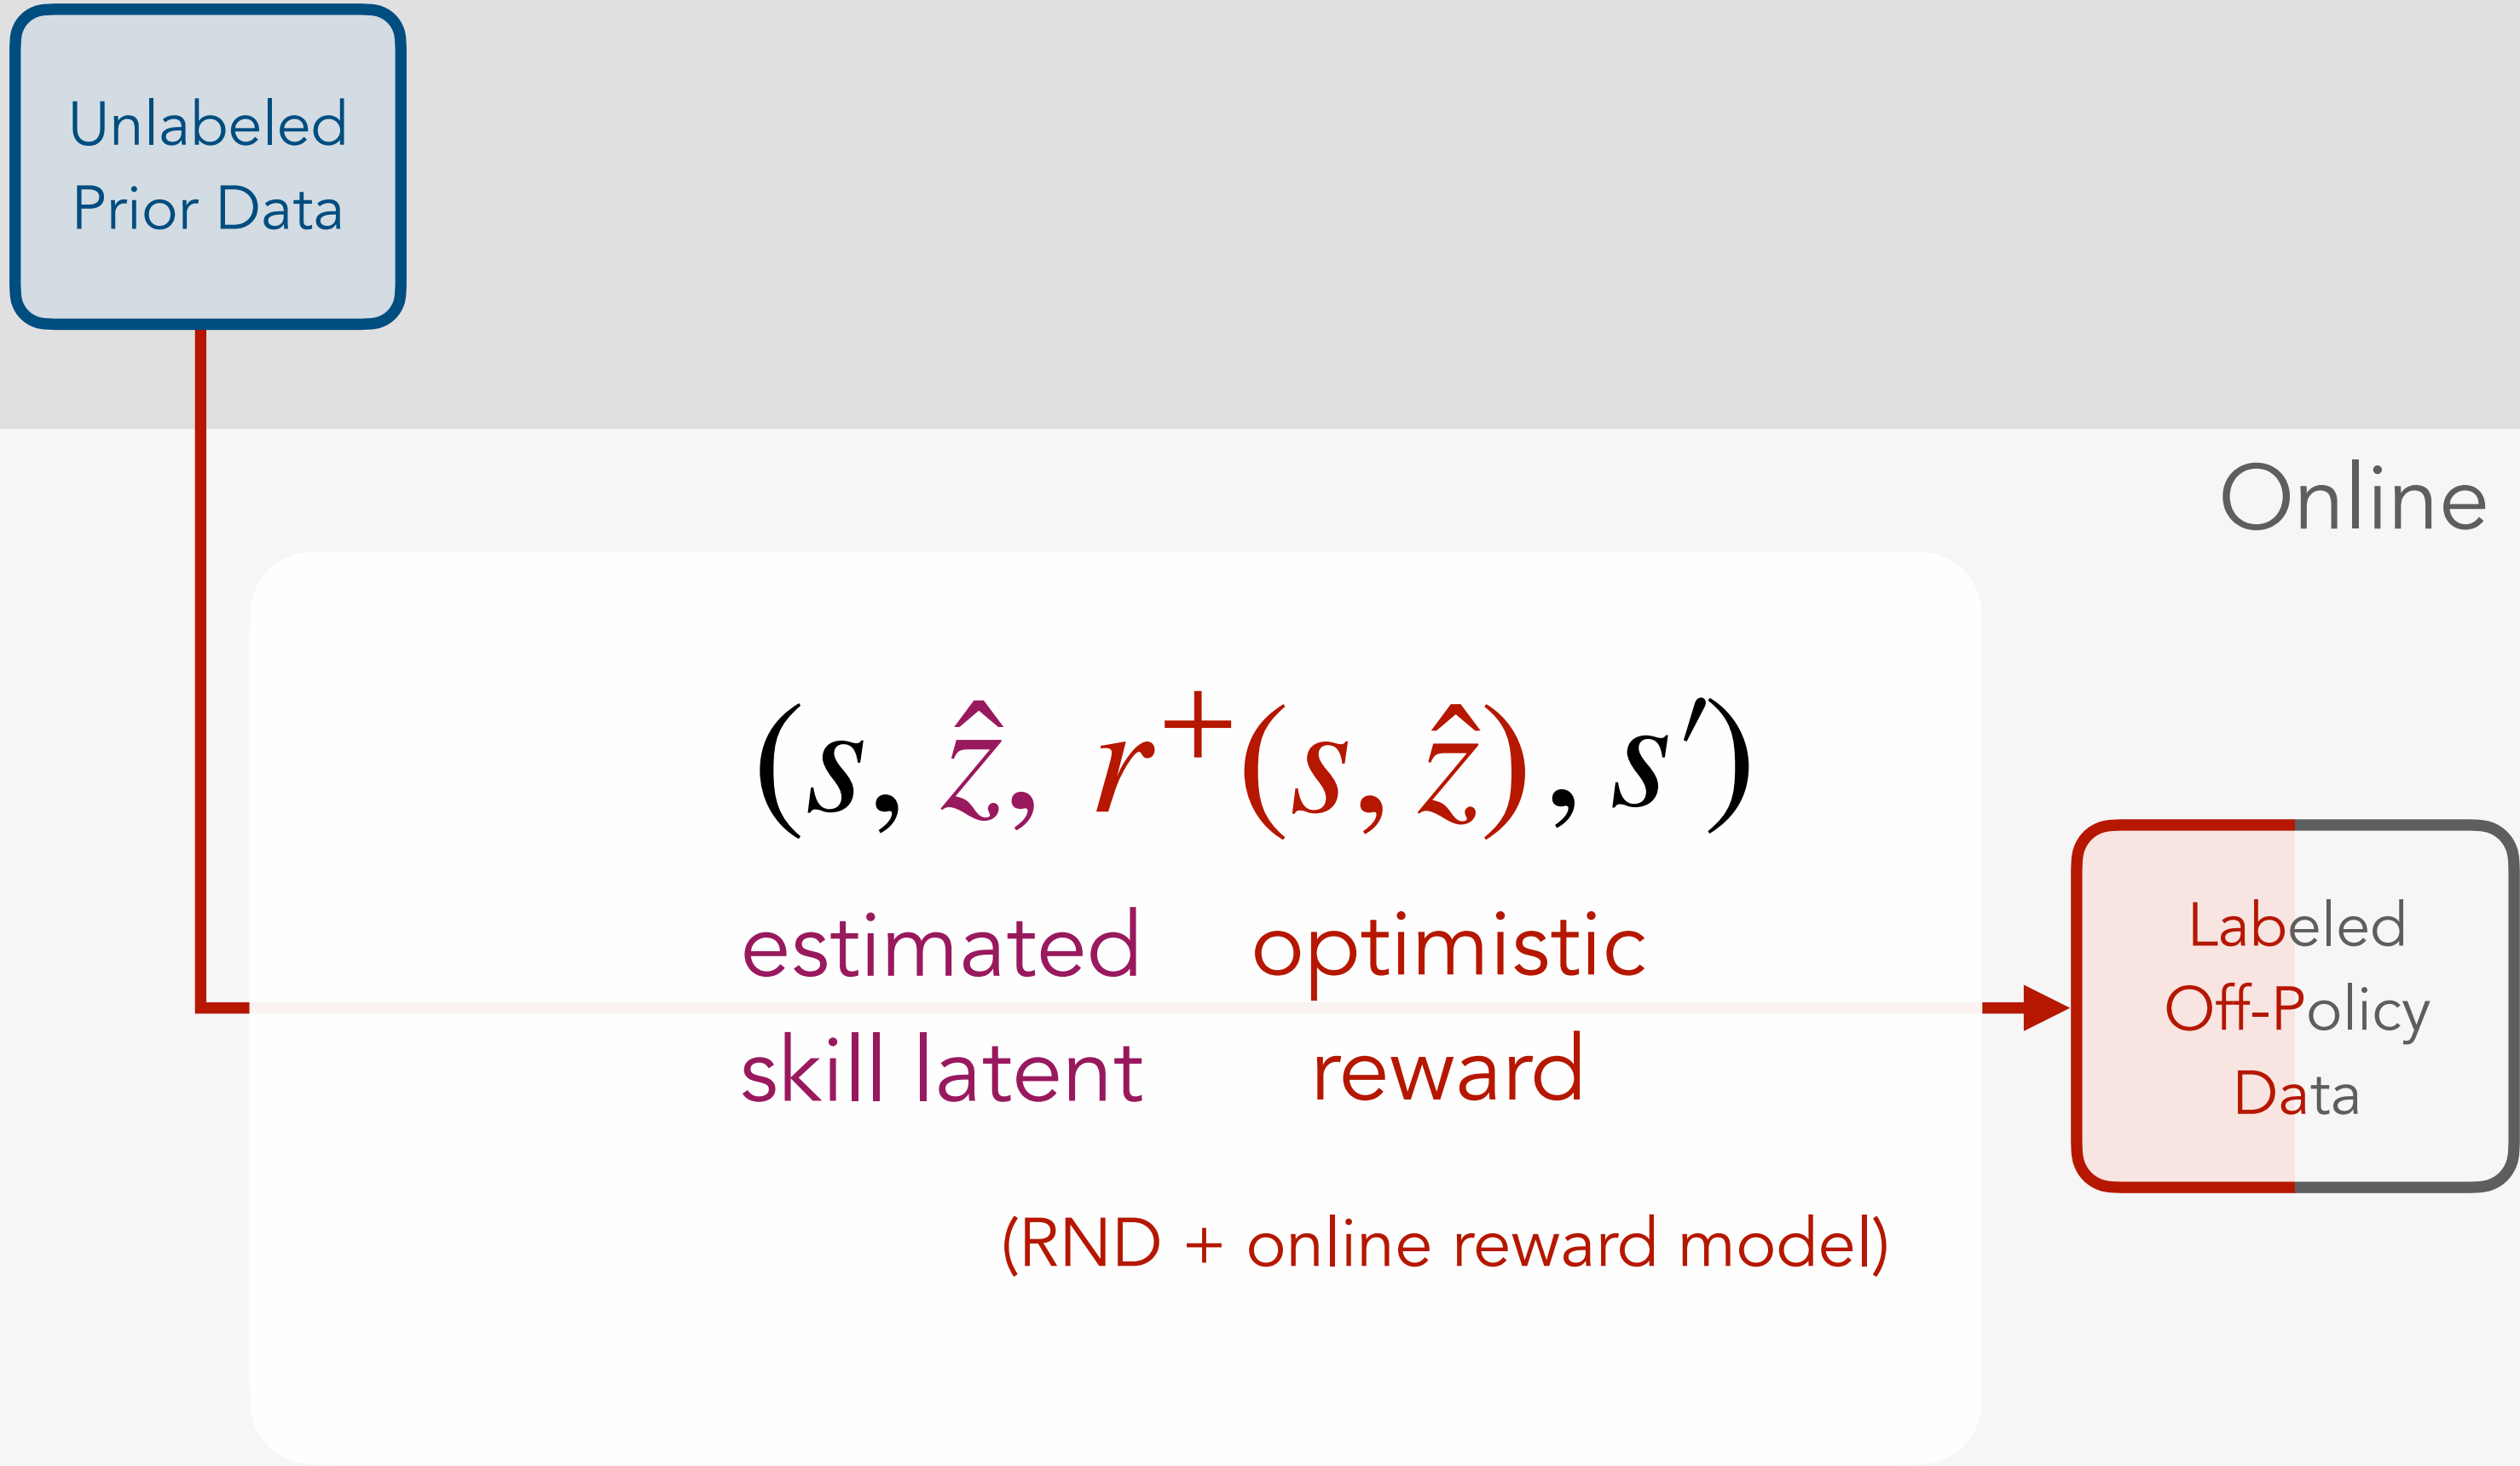 Unlabeled
Prior Data
Online
(s, ẑ, r⁺(s, ẑ), s′)
estimated
skill latent
optimistic
reward
(RND + online reward model)
Labeled
Off-Policy
Data